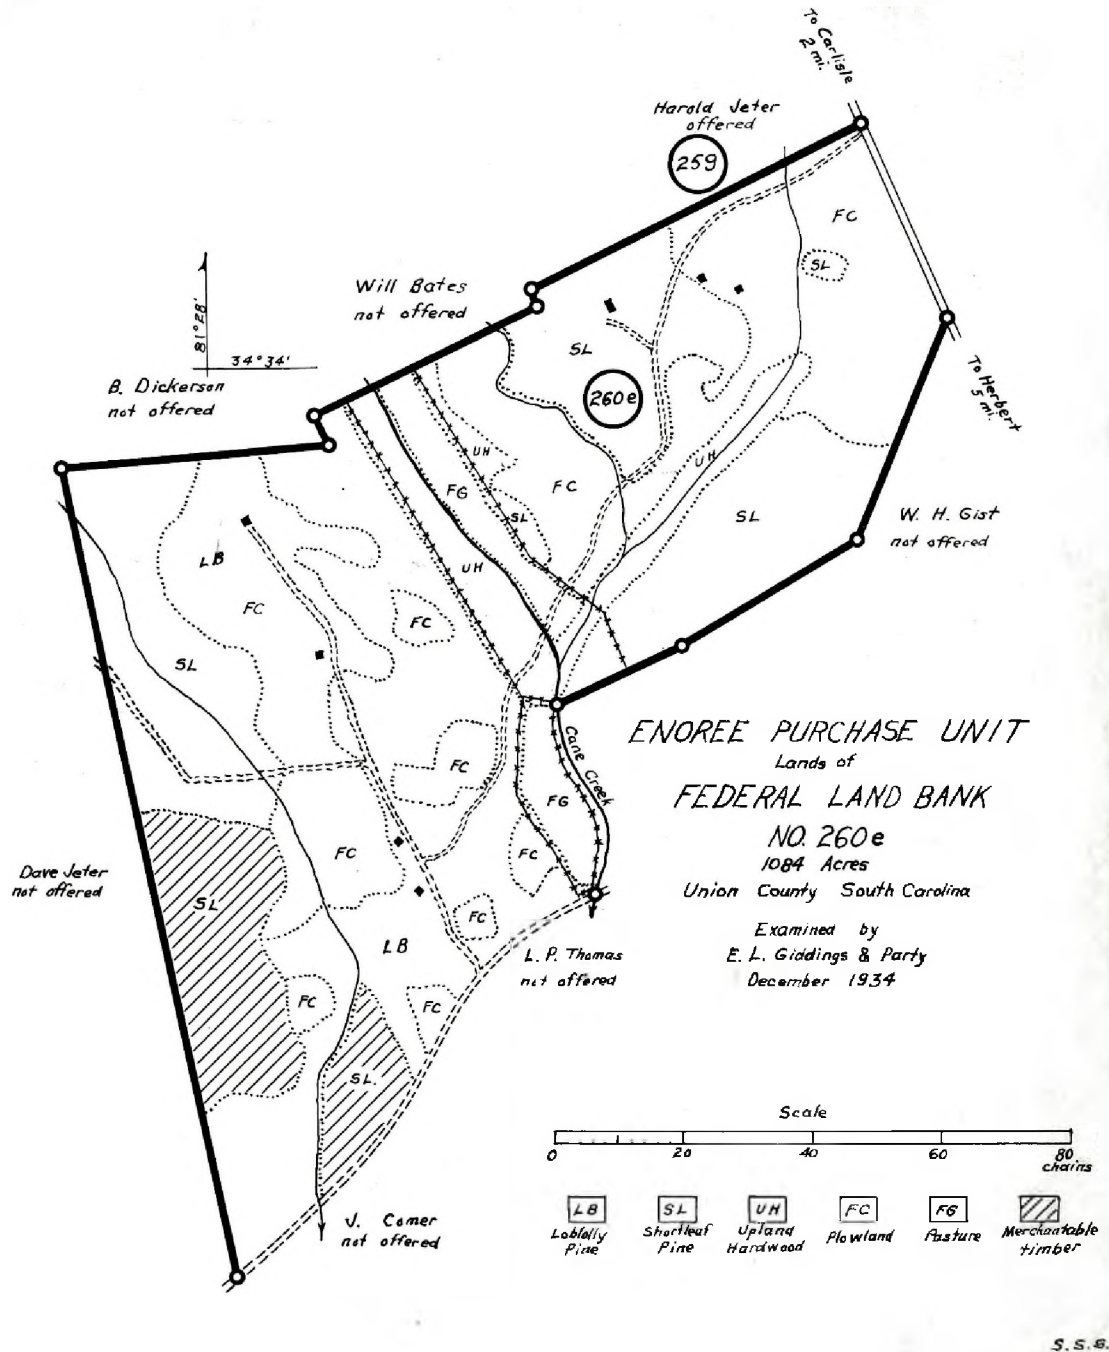 To Carlisle
2 mi.
Harold Jeter
offered
259
FC
SL
Will Bates
not offered
81°28'
34°34'
SL
B. Dickerson
not offered
260e
To Herbert
5 mi.
UH
UH
FG
FC
SL
SL
W. H. Gist
not offered
LB
UH
FC
FC
SL
ENOREE PURCHASE UNIT
Lands of
FEDERAL LAND BANK
NO. 260e
1084 Acres
Union County South Carolina
Examined by
E. L. Giddings & Party
December 1934
Cane Creek
FC
FG
FC
FC
Dave Jeter
not offered
SL
FC
LB
L. P. Thomas
not offered
FC
FC
SL.
Scale
0 20 40 60 80
chains
LB SL UH FC FG
Loblolly
Pine
Shortleaf
Pine
Upland
Hardwood
Plowland
Pasture
Merchantable
timber
J. Comer
not offered
S.S.G.